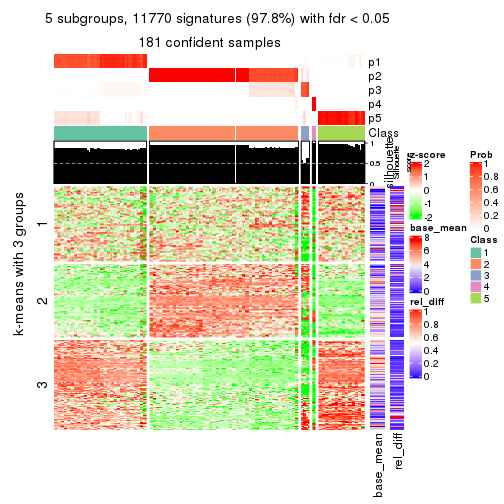 5 subgroups, 11770 signatures (97.8%) with fdr < 0.05
181 confident samples
p1
p2
p3
p4
p5
Class
1
0.5
0
silhouette
Silhouette
score
k-means with 3 groups
1
2
3
base_mean
rel_diff
z-score
2
1
0
-1
-2
base_mean
8
6
4
2
0
rel_diff
1
0.8
0.6
0.4
0.2
0
Prob
1
0.8
0.6
0.4
0.2
0
Class
1
2
3
4
5